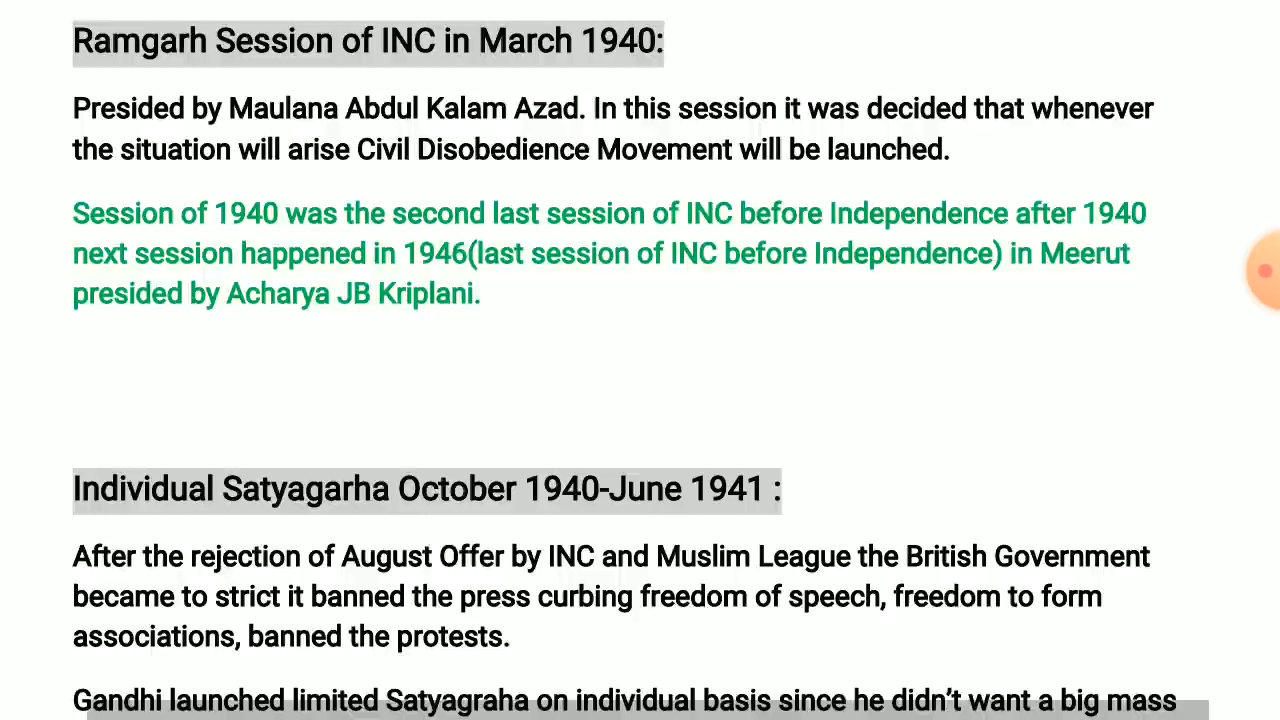 Ramgarh Session of INC in March 1940:
Presided by Maulana Abdul Kalam Azad. In this session it was decided that whenever
the situation will arise Civil Disobedience Movement will be launched.
Session of 1940 was the second last session of INC before Independence after 1940
next session happened in 1946(last session of INC before Independence) in Meerut
presided by Acharya JB Kriplani.
Individual Satyagarha October 1940-June 1941 :
After the rejection of August Offer by INC and Muslim League the British Government
became to strict it banned the press curbing freedom of speech, freedom to form
associations, banned the protests.
Gandhi launched limited Satyagraha on individual basis since he didn’t want a big mass